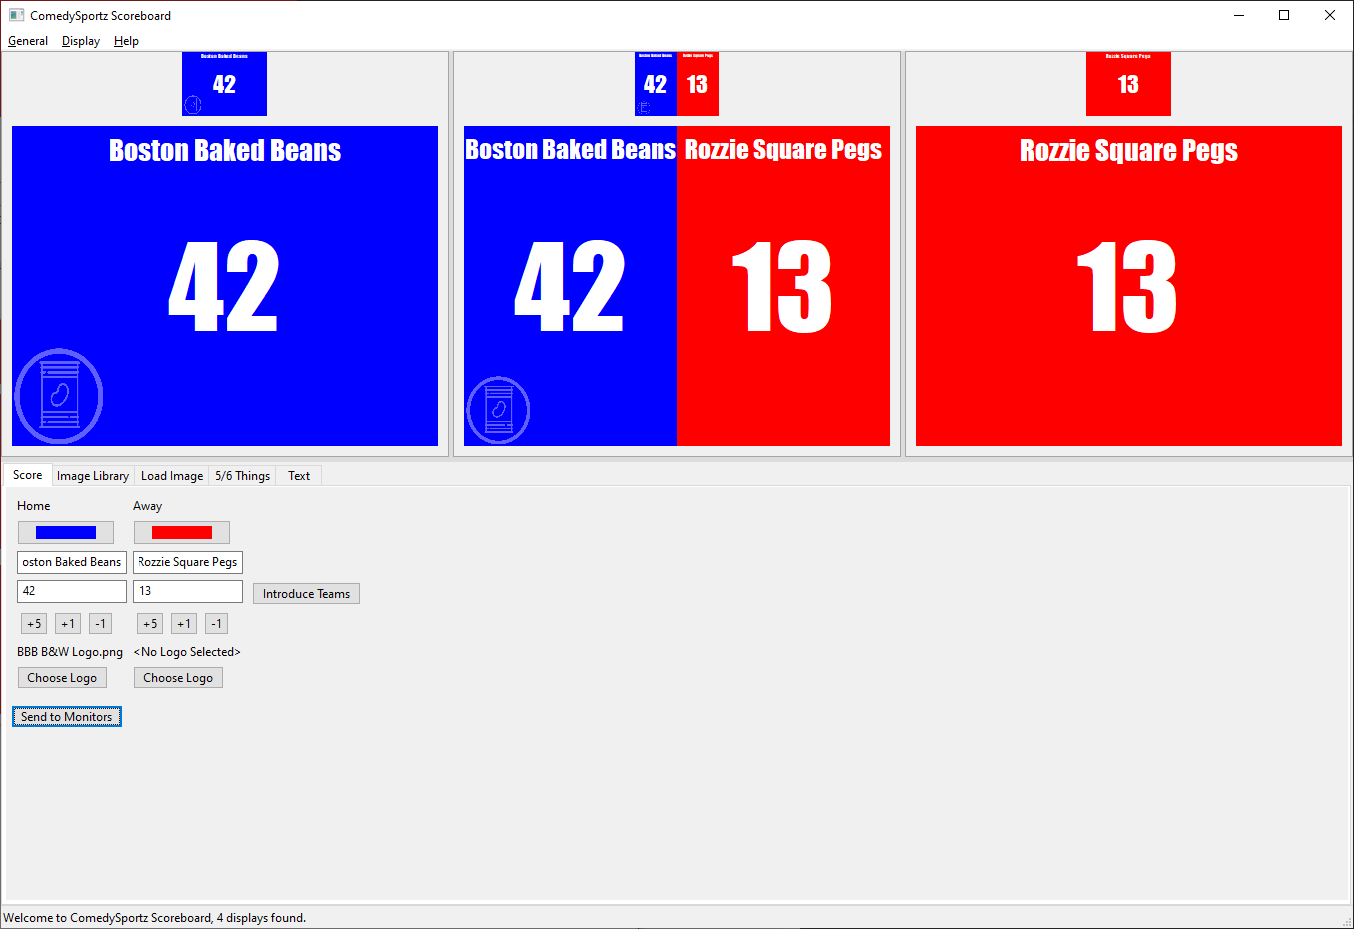 ComedySportz Scoreboard
General Display Help
Boston Baked Beans
42
Boston Baked Beans Rozzie Square Pegs
42 13
Rozzie Square Pegs
13
Boston Baked Beans
42
Boston Baked Beans Rozzie Square Pegs
42 13
Rozzie Square Pegs
13
Score Image Library Load Image 5/6 Things Text
Home Away
oston Baked Beans Rozzie Square Pegs
42 13 Introduce Teams
+5 +1 -1 +5 +1 -1
BBB B&W Logo.png <No Logo Selected>
Choose Logo Choose Logo
Send to Monitors
Welcome to ComedySportz Scoreboard, 4 displays found.